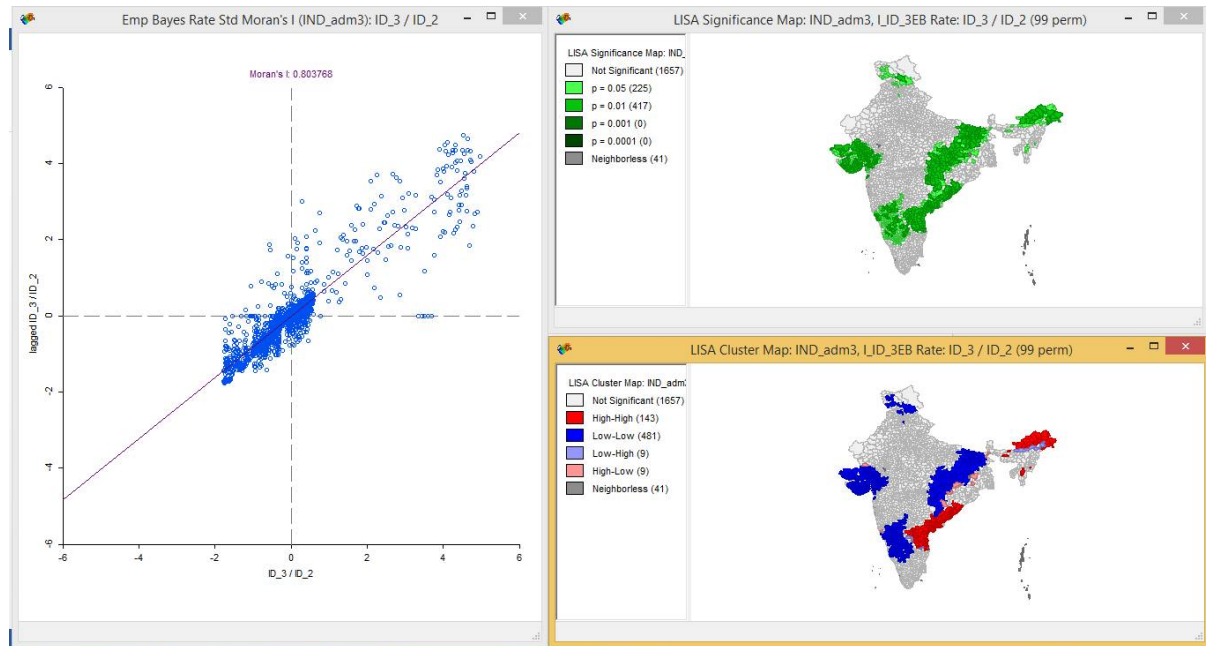 Emp Bayes Rate Std Moran's I (IND_adm3): ID_3 / ID_2
Moran's I: 0.803768
6
4
2
0
-2
-4
-6
lagged ID_3 / ID_2
-6
-4
-2
0
2
4
6
ID_3 / ID_2
LISA Significance Map: IND_adm3, I_ID_3EB Rate: ID_3 / ID_2 (99 perm)
LISA Significance Map: IND_
Not Significant (1657)
p = 0.05 (225)
p = 0.01 (417)
p = 0.001 (0)
p = 0.0001 (0)
Neighborless (41)
LISA Cluster Map: IND_adm3, I_ID_3EB Rate: ID_3 / ID_2 (99 perm)
LISA Cluster Map: IND_adm
Not Significant (1657)
High-High (143)
Low-Low (481)
Low-High (9)
High-Low (9)
Neighborless (41)